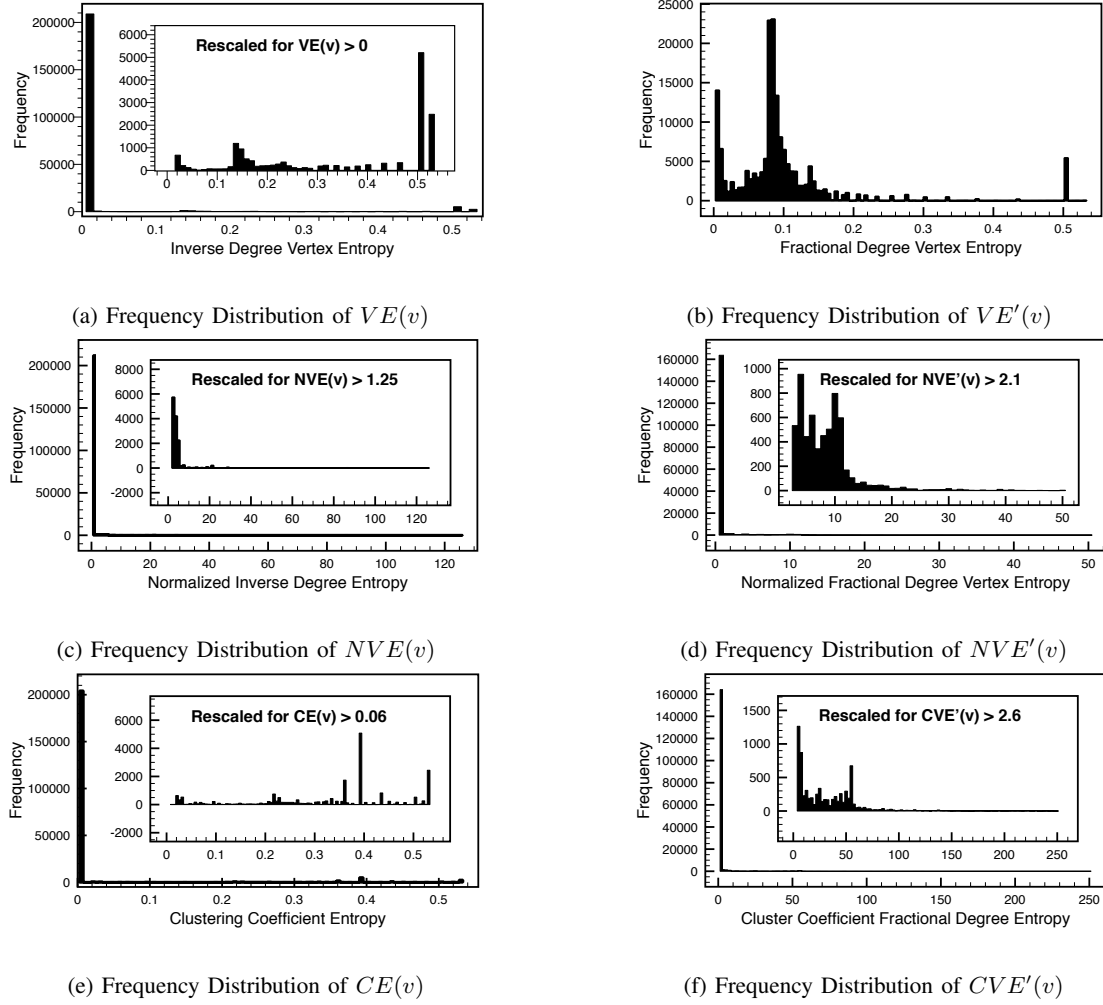 200000
150000
100000
50000
0
Frequency
6000
5000
4000
3000
2000
1000
0
Rescaled for VE(v) > 0
0 0.1 0.2 0.3 0.4 0.5
0 0.1 0.2 0.3 0.4 0.5
Inverse Degree Vertex Entropy
(a) Frequency Distribution of VE(v)
25000
20000
15000
10000
5000
0
Frequency
0 0.1 0.2 0.3 0.4 0.5
Fractional Degree Vertex Entropy
(b) Frequency Distribution of VE′(v)
200000
150000
100000
50000
0
Frequency
8000
6000
4000
2000
0
-2000
Rescaled for NVE(v) > 1.25
0 20 40 60 80 100 120
0 20 40 60 80 100 120
Normalized Inverse Degree Entropy
(c) Frequency Distribution of NVE(v)
160000
140000
120000
100000
80000
60000
40000
20000
0
Frequency
1000
800
600
400
200
0
Rescaled for NVE'(v) > 2.1
10 20 30 40 50
0 10 20 30 40 50
Normalized Fractional Degree Vertex Entropy
(d) Frequency Distribution of NVE′(v)
200000
150000
100000
50000
0
Frequency
6000
4000
2000
0
-2000
Rescaled for CE(v) > 0.06
0 0.1 0.2 0.3 0.4 0.5
0 0.1 0.2 0.3 0.4 0.5
Clustering Coefficient Entropy
(e) Frequency Distribution of CE(v)
160000
140000
120000
100000
80000
60000
40000
20000
0
Frequency
1500
1000
500
0
Rescaled for CVE'(v) > 2.6
0 50 100 150 200 250
0 50 100 150 200 250
Cluster Coefficient Fractional Degree Entropy
(f) Frequency Distribution of CVE′(v)